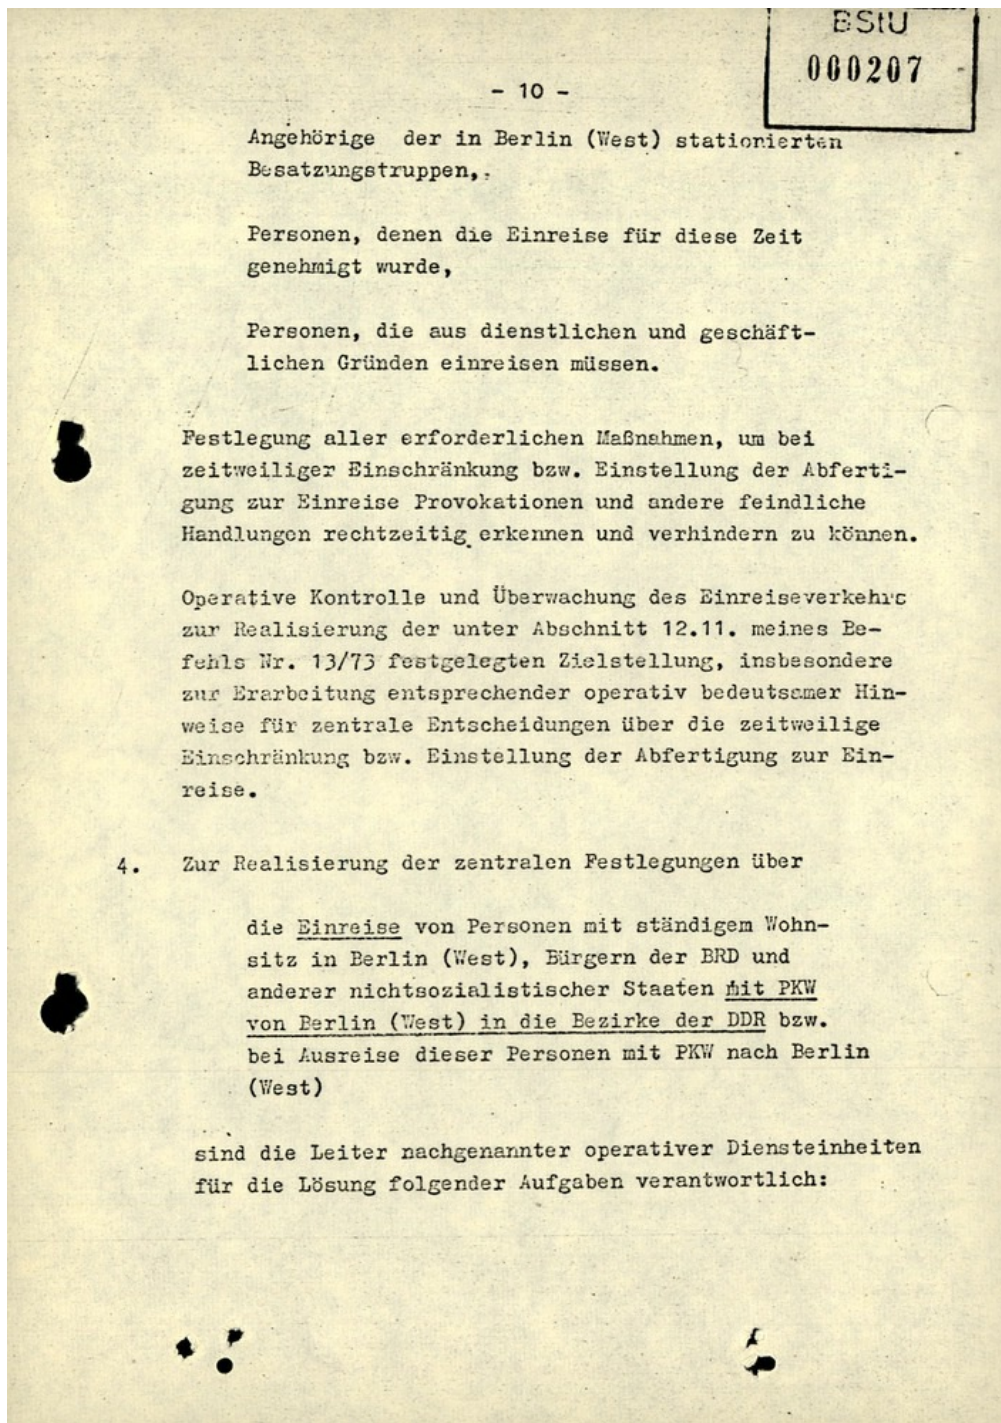 BStU
000207
- 10 -
Angehörige der in Berlin (West) stationierten
Besatzungstruppen,
Personen, denen die Einreise für diese Zeit
genehmigt wurde,
Personen, die aus dienstlichen und geschäft-
lichen Gründen einreisen müssen.
Festlegung aller erforderlichen Maßnahmen, um bei
zeitweiliger Einschränkung bzw. Einstellung der Abferti-
gung zur Einreise Provokationen und andere feindliche
Handlungen rechtzeitig erkennen und verhindern zu können.
Operative Kontrolle und Überwachung des Einreiseverkehrs
zur Realisierung der unter Abschnitt 12.11. meines Be-
fehls Nr. 13/73 festgelegten Zielstellung, insbesondere
zur Erarbeitung entsprechender operativ bedeutsamer Hin-
weise für zentrale Entscheidungen über die zeitweilige
Einschränkung bzw. Einstellung der Abfertigung zur Ein-
reise.
4. Zur Realisierung der zentralen Festlegungen über
die Einreise von Personen mit ständigem Wohn-
sitz in Berlin (West), Bürgern der BRD und
anderer nichtsozialistischer Staaten mit PKW
von Berlin (West) in die Bezirke der DDR bzw.
bei Ausreise dieser Personen mit PKW nach Berlin
(West)
sind die Leiter nachgenannter operativer Diensteinheiten
für die Lösung folgender Aufgaben verantwortlich: